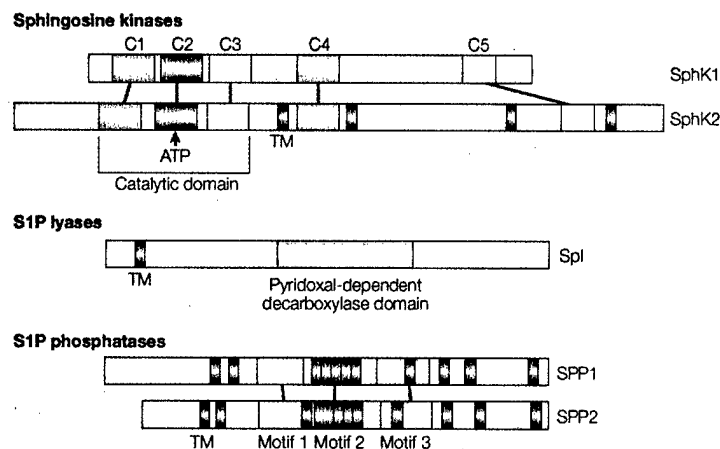 Sphingosine kinases
C1 C2 C3 C4 C5
SphK1
SphK2
TM
ATP
Catalytic domain
S1P lyases
Spl
TM
Pyridoxal-dependent
decarboxylase domain
S1P phosphatases
SPP1
SPP2
TM Motif 1 Motif 2 Motif 3